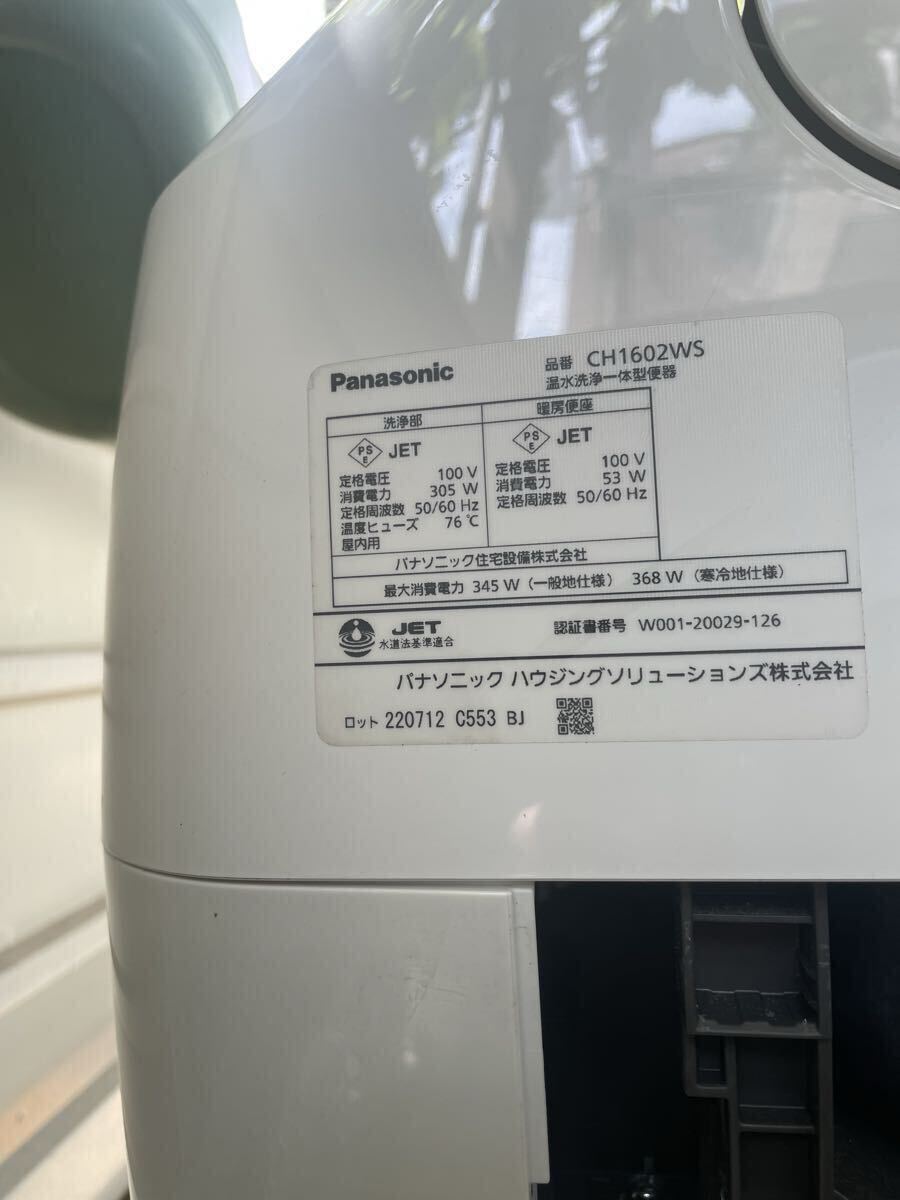 Panasonic 品番 CH1602WS
温水洗浄一体型便器
洗浄部 暖房便座
PS E JET PS E JET
定格電圧 100 V 定格電圧 100 V
消費電力 305 W 消費電力 53 W
定格周波数 50/60 Hz 定格周波数 50/60 Hz
温度ヒューズ 76 ℃
屋内用
パナソニック住宅設備株式会社
最大消費電力 345 W（一般地仕様） 368 W（寒冷地仕様）
JET 認証書番号 W001-20029-126
水道法基準適合
パナソニック ハウジングソリューションズ株式会社
ロット 220712 C553 BJ